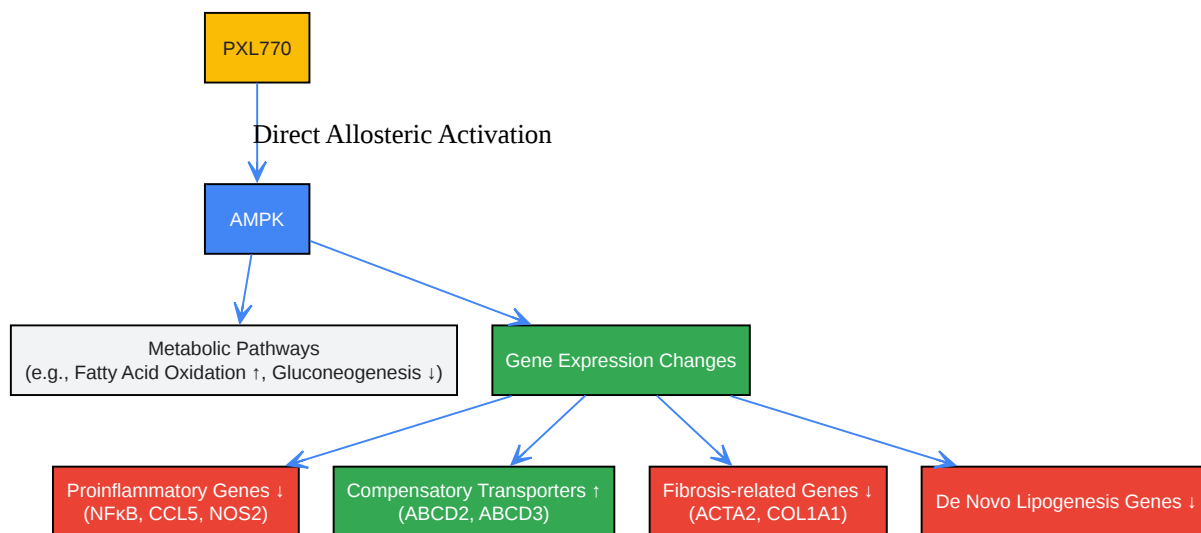 PXL770
Direct Allosteric Activation
AMPK
Metabolic Pathways
(e.g., Fatty Acid Oxidation ↑, Gluconeogenesis ↓)
Gene Expression Changes
Proinflammatory Genes ↓
(NFκB, CCL5, NOS2)
Compensatory Transporters ↑
(ABCD2, ABCD3)
Fibrosis-related Genes ↓
(ACTA2, COL1A1)
De Novo Lipogenesis Genes ↓